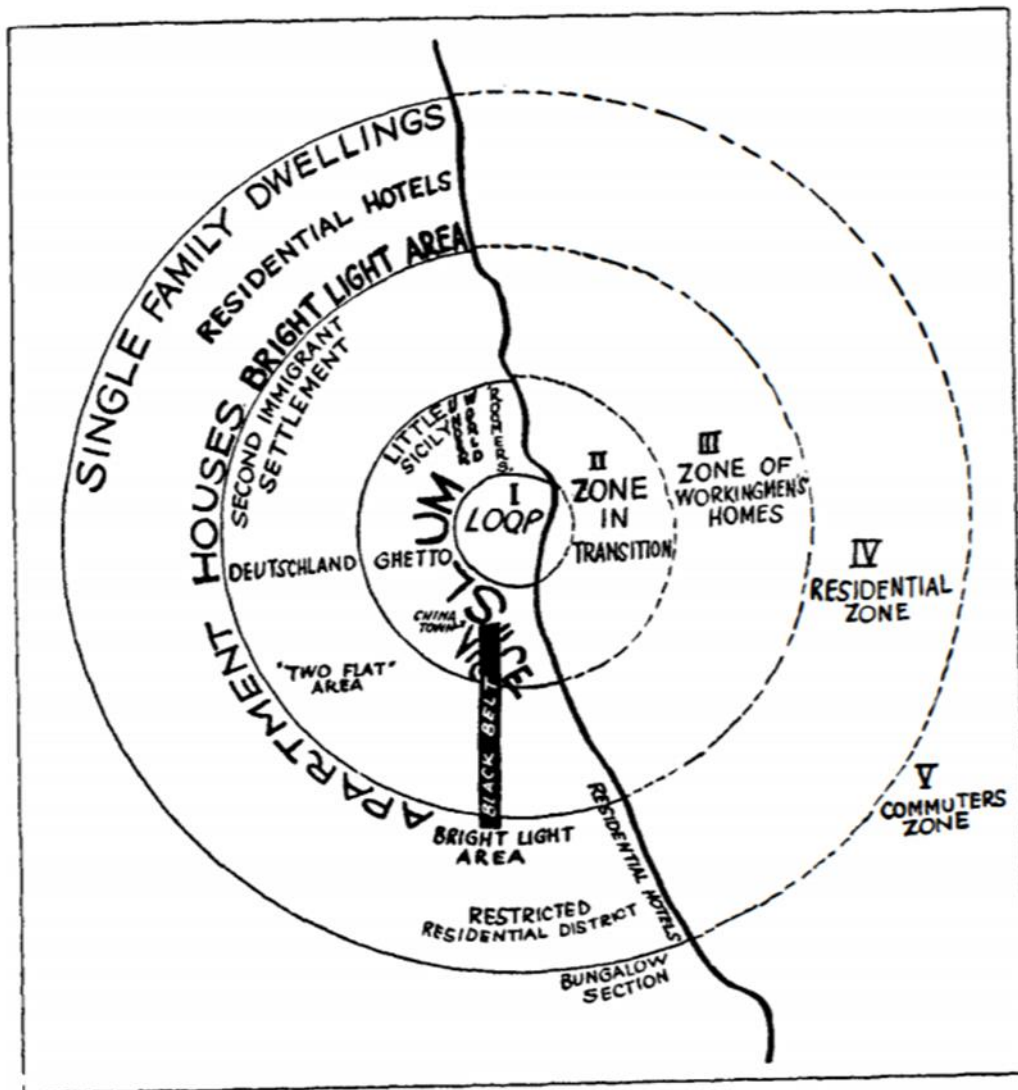 SINGLE FAMILY DWELLINGS
RESIDENTIAL HOTELS
BRIGHT LIGHT AREA
SECOND IMMIGRANT
SETTLEMENT
APARTMENT HOUSES
LITTLE
SICILY
UNDER
WORLD
ROOMERS'
I
LOOP
II
ZONE
IN
TRANSITION
III
ZONE OF
WORKINGMEN'S
HOMES
IV
RESIDENTIAL
ZONE
V
COMMUTERS
ZONE
DEUTSCHLAND
GHETTO
SLUM
CHINA
TOWN
VICE
"TWO FLAT"
AREA
BLACK BELT
BRIGHT LIGHT
AREA
RESIDENTIAL HOTELS
RESTRICTED
RESIDENTIAL DISTRICT
BUNGALOW
SECTION